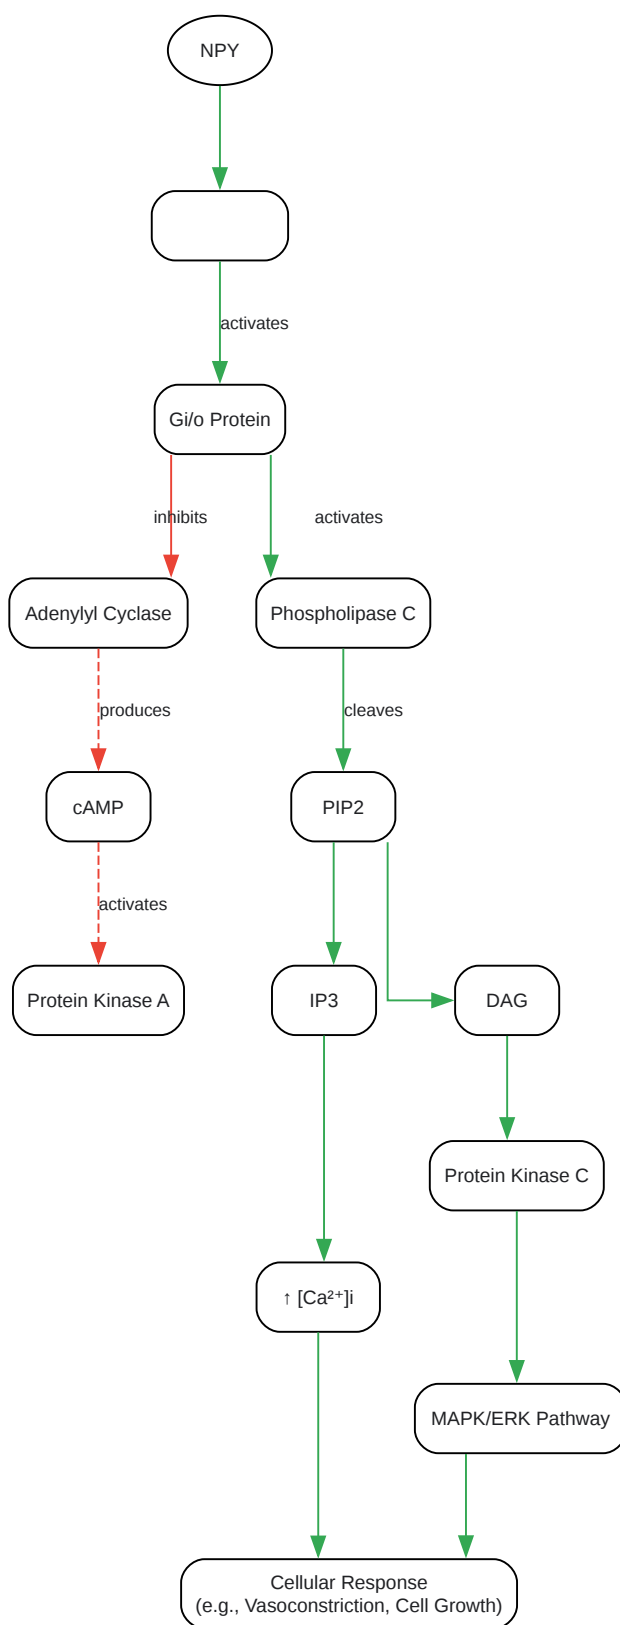 NPY
activates
Gi/o Protein
inhibits
activates
Adenylyl Cyclase
Phospholipase C
produces
cleaves
cAMP
PIP2
activates
Protein Kinase A
IP3
DAG
Protein Kinase C
↑ [Ca²⁺]i
MAPK/ERK Pathway
Cellular Response
(e.g., Vasoconstriction, Cell Growth)